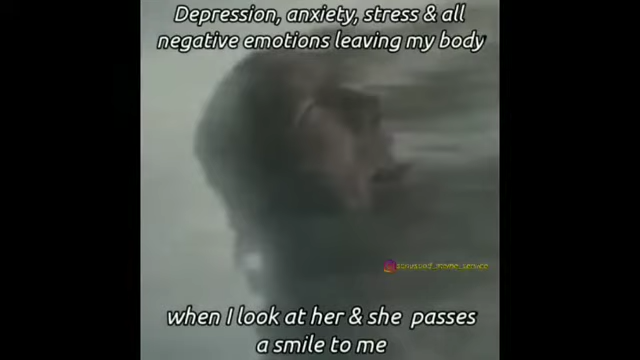 Depression, anxiety, stress & all
negative emotions leaving my body
when I look at her & she passes
a smile to me